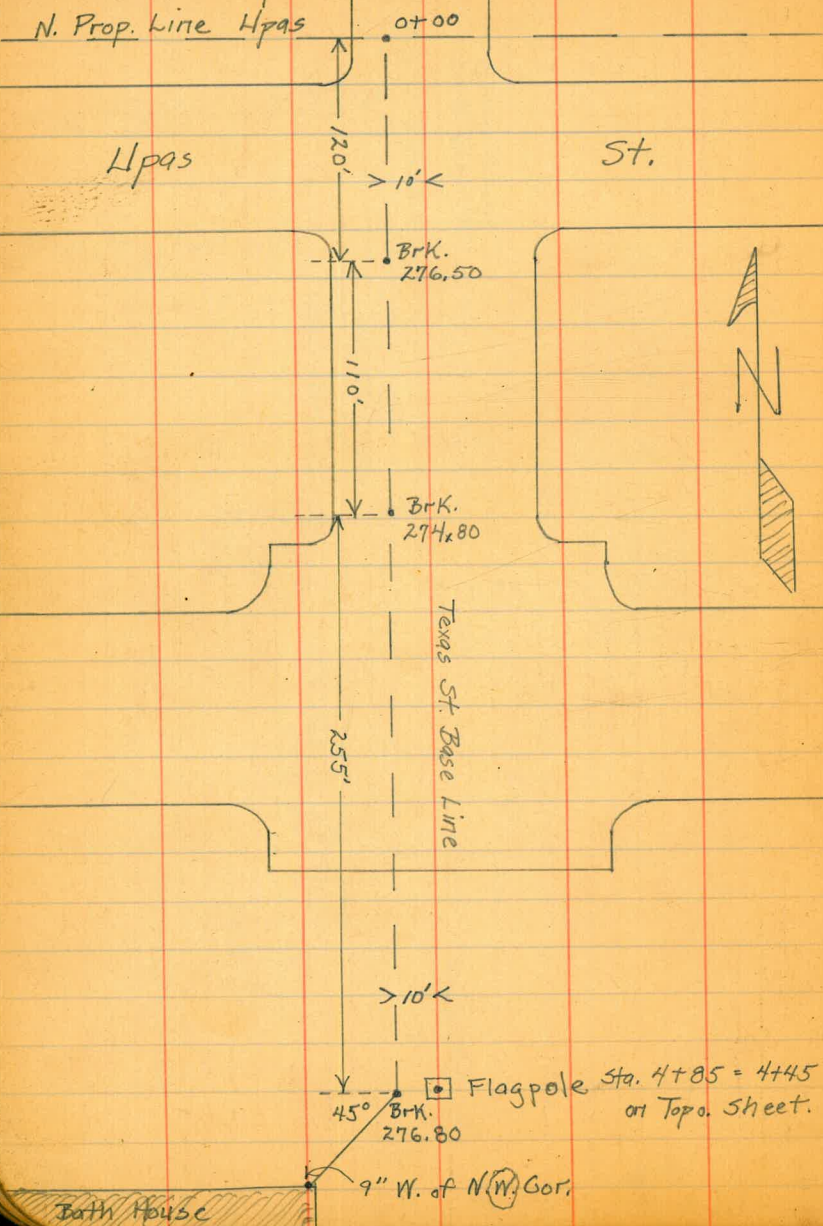 N. Prop. Line Upas
0+00
120'
Upas
St.
10'
Brk.
276.50
110'
N
Brk.
274.80
Texas St. Base Line
255'
10'
Flagpole
Sta. 4+85 = 4+45
on Topo. Sheet.
45°
Brk.
276.80
9" W. of N.W. Cor.
Bath House